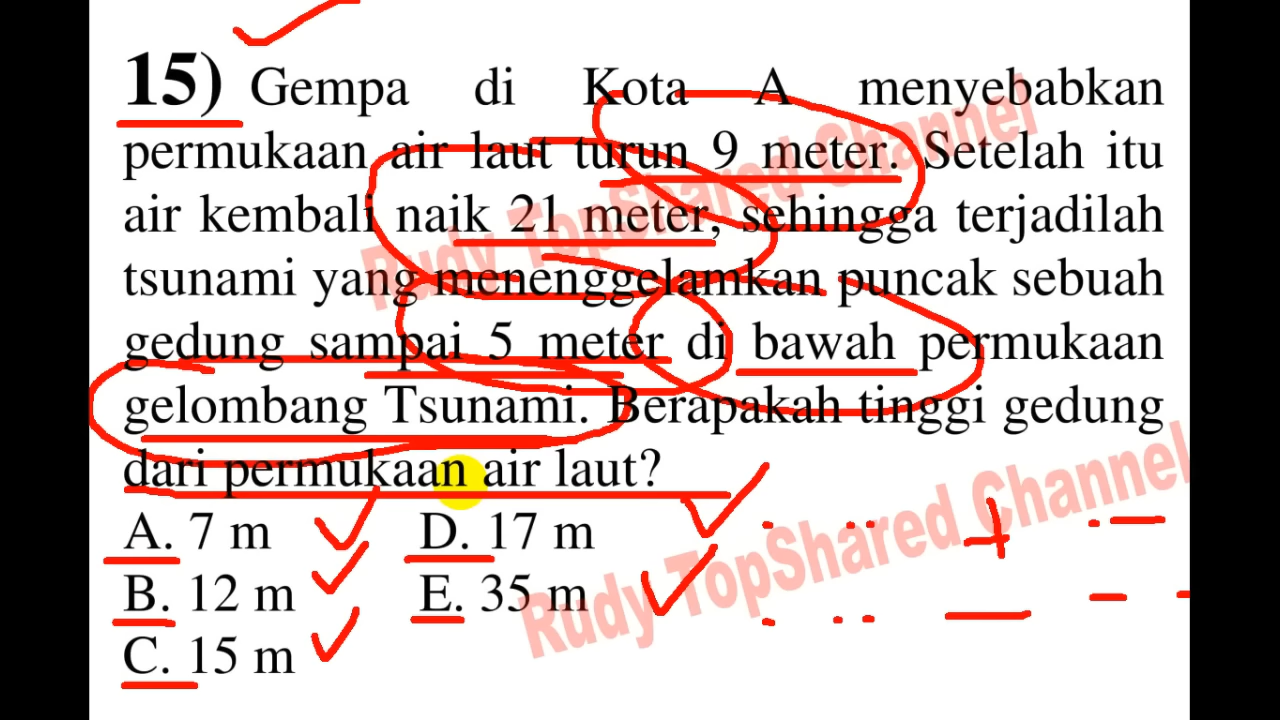 15) Gempa di Kota A menyebabkan
permukaan air laut turun 9 meter. Setelah itu
air kembali naik 21 meter, sehingga terjadilah
tsunami yang menenggelamkan puncak sebuah
gedung sampai 5 meter di bawah permukaan
gelombang Tsunami. Berapakah tinggi gedung
dari permukaan air laut?
A. 7 m D. 17 m
B. 12 m E. 35 m
C. 15 m
Rudy TopShared Channel
Rudy TopShared Channel